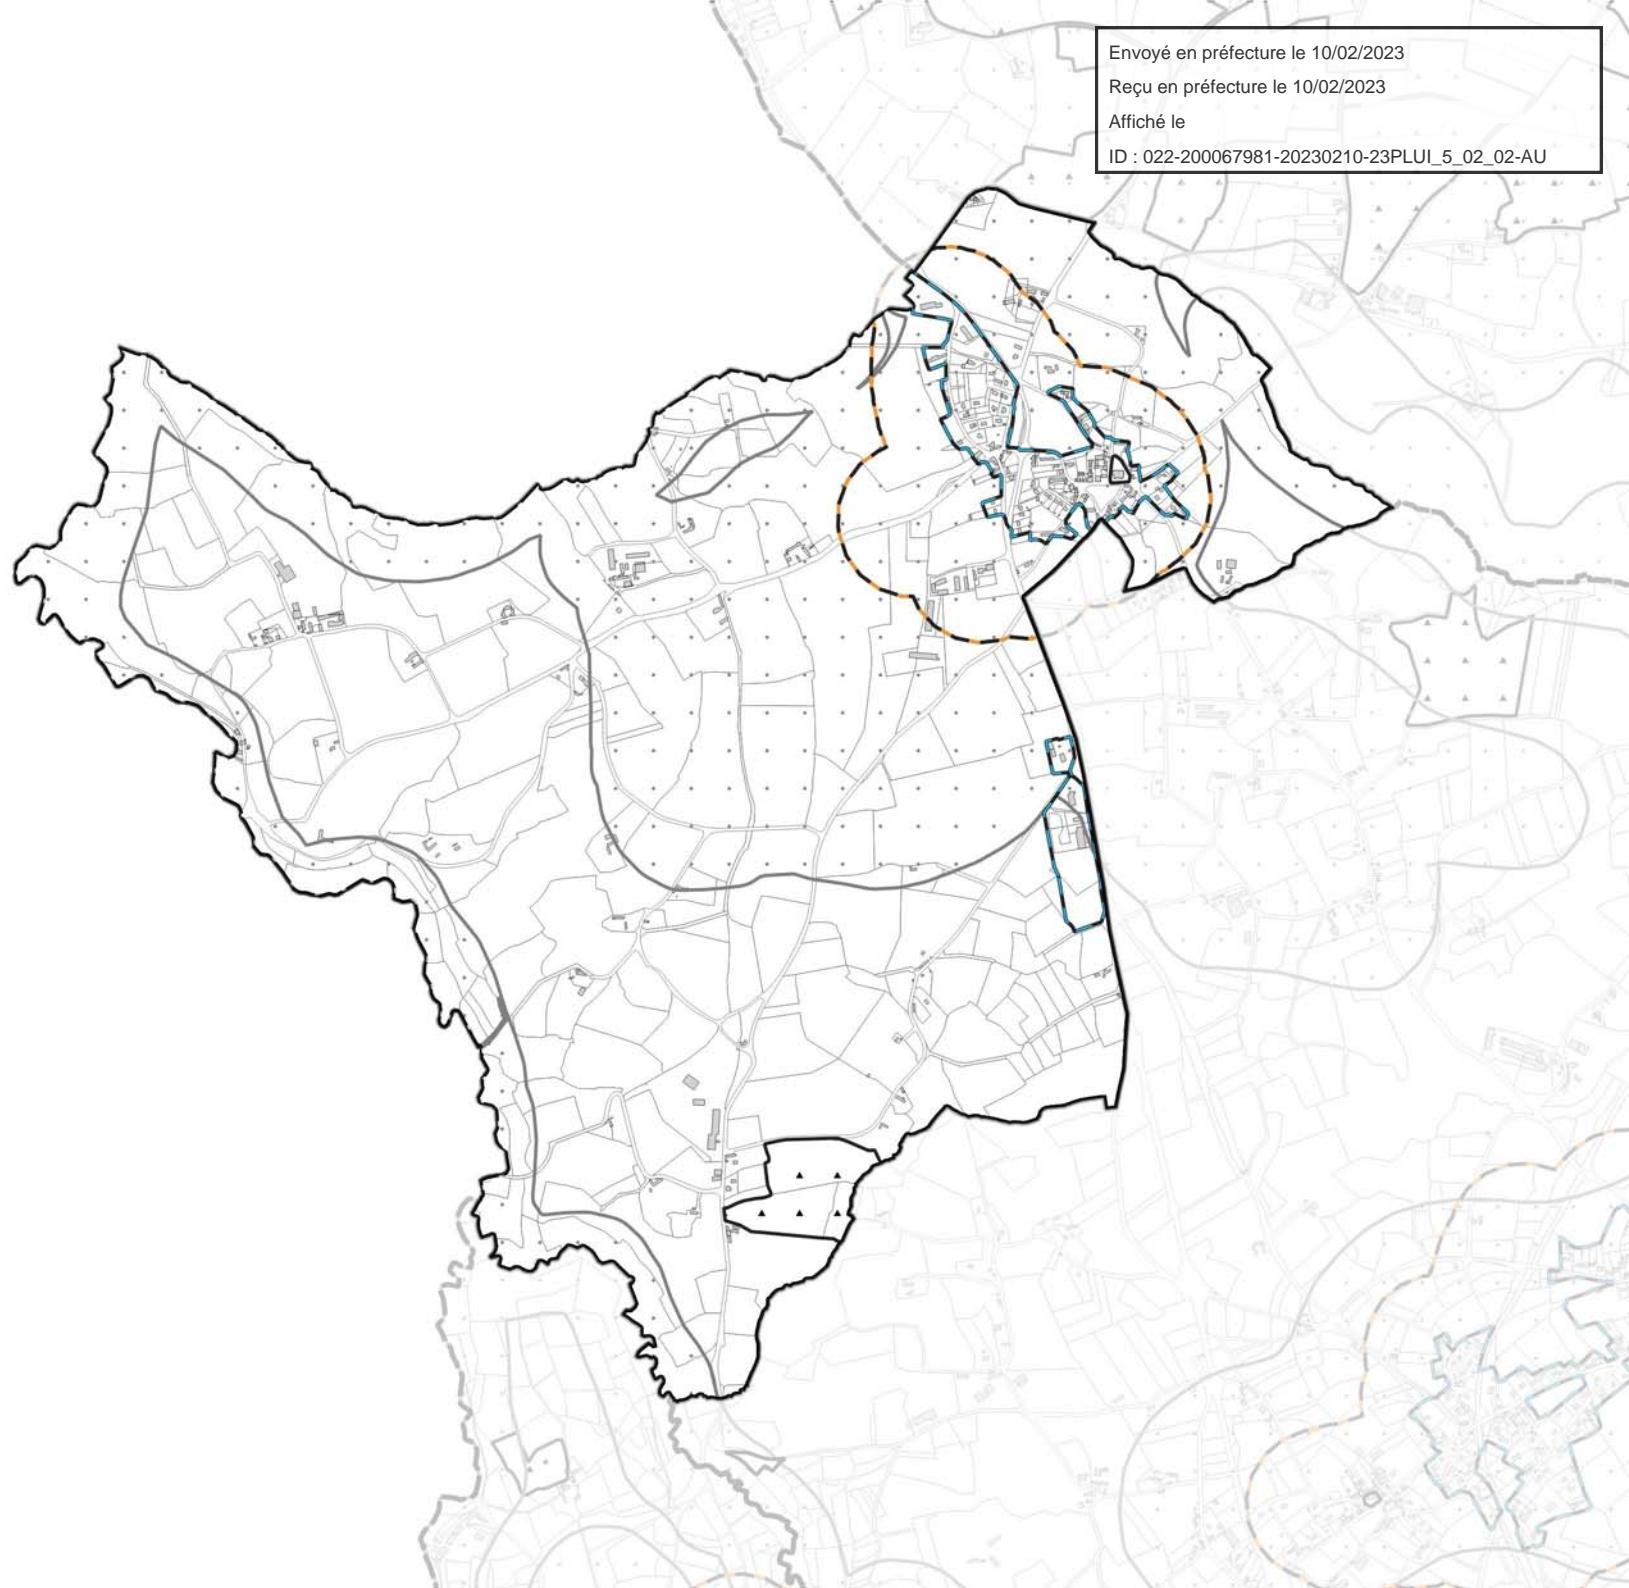 Envoyé en préfecture le 10/02/2023
Reçu en préfecture le 10/02/2023
Affiché le
ID : 022-200067981-20230210-23PLUI_5_02_02-AU